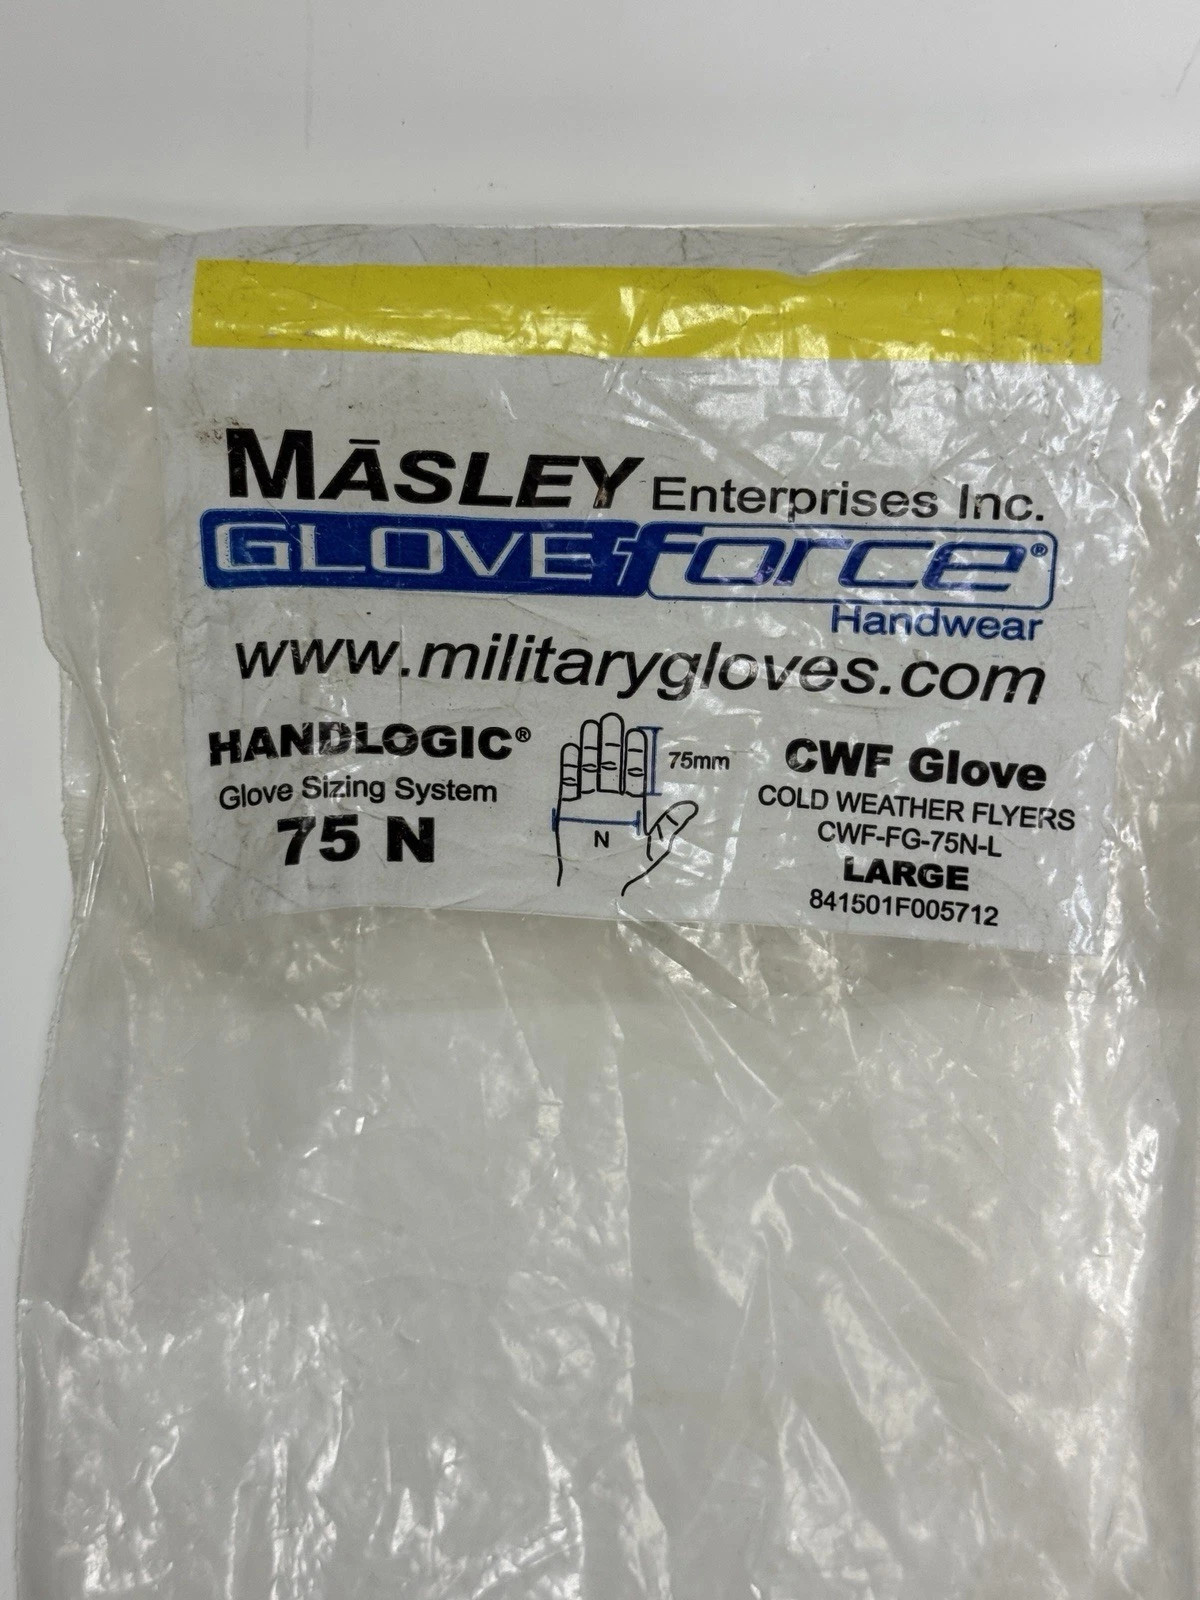 MĀSLEY Enterprises Inc.
GLOVEforce®
Handwear
www.militarygloves.com
HANDLOGIC®
Glove Sizing System
75 N
75mm
N
CWF Glove
COLD WEATHER FLYERS
CWF-FG-75N-L
LARGE
841501F005712